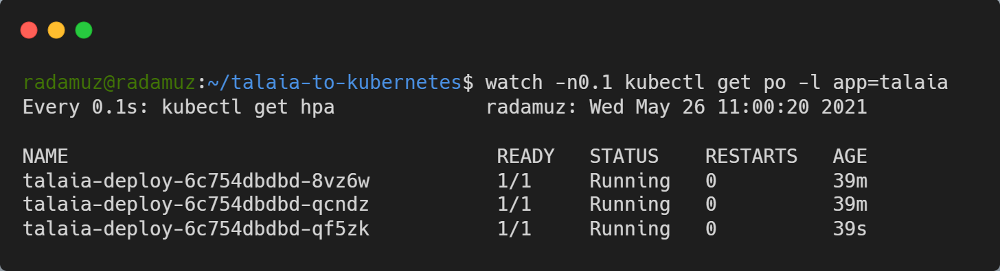 radamuz@radamuz:~/talaia-to-kubernetes$ watch -n0.1 kubectl get po -l app=talaia
Every 0.1s: kubectl get hpa             radamuz: Wed May 26 11:00:20 2021
NAME                                     READY   STATUS    RESTARTS   AGE
talaia-deploy-6c754dbdbd-8vz6w           1/1     Running   0          39m
talaia-deploy-6c754dbdbd-qcndz           1/1     Running   0          39m
talaia-deploy-6c754dbdbd-qf5zk           1/1     Running   0          39s